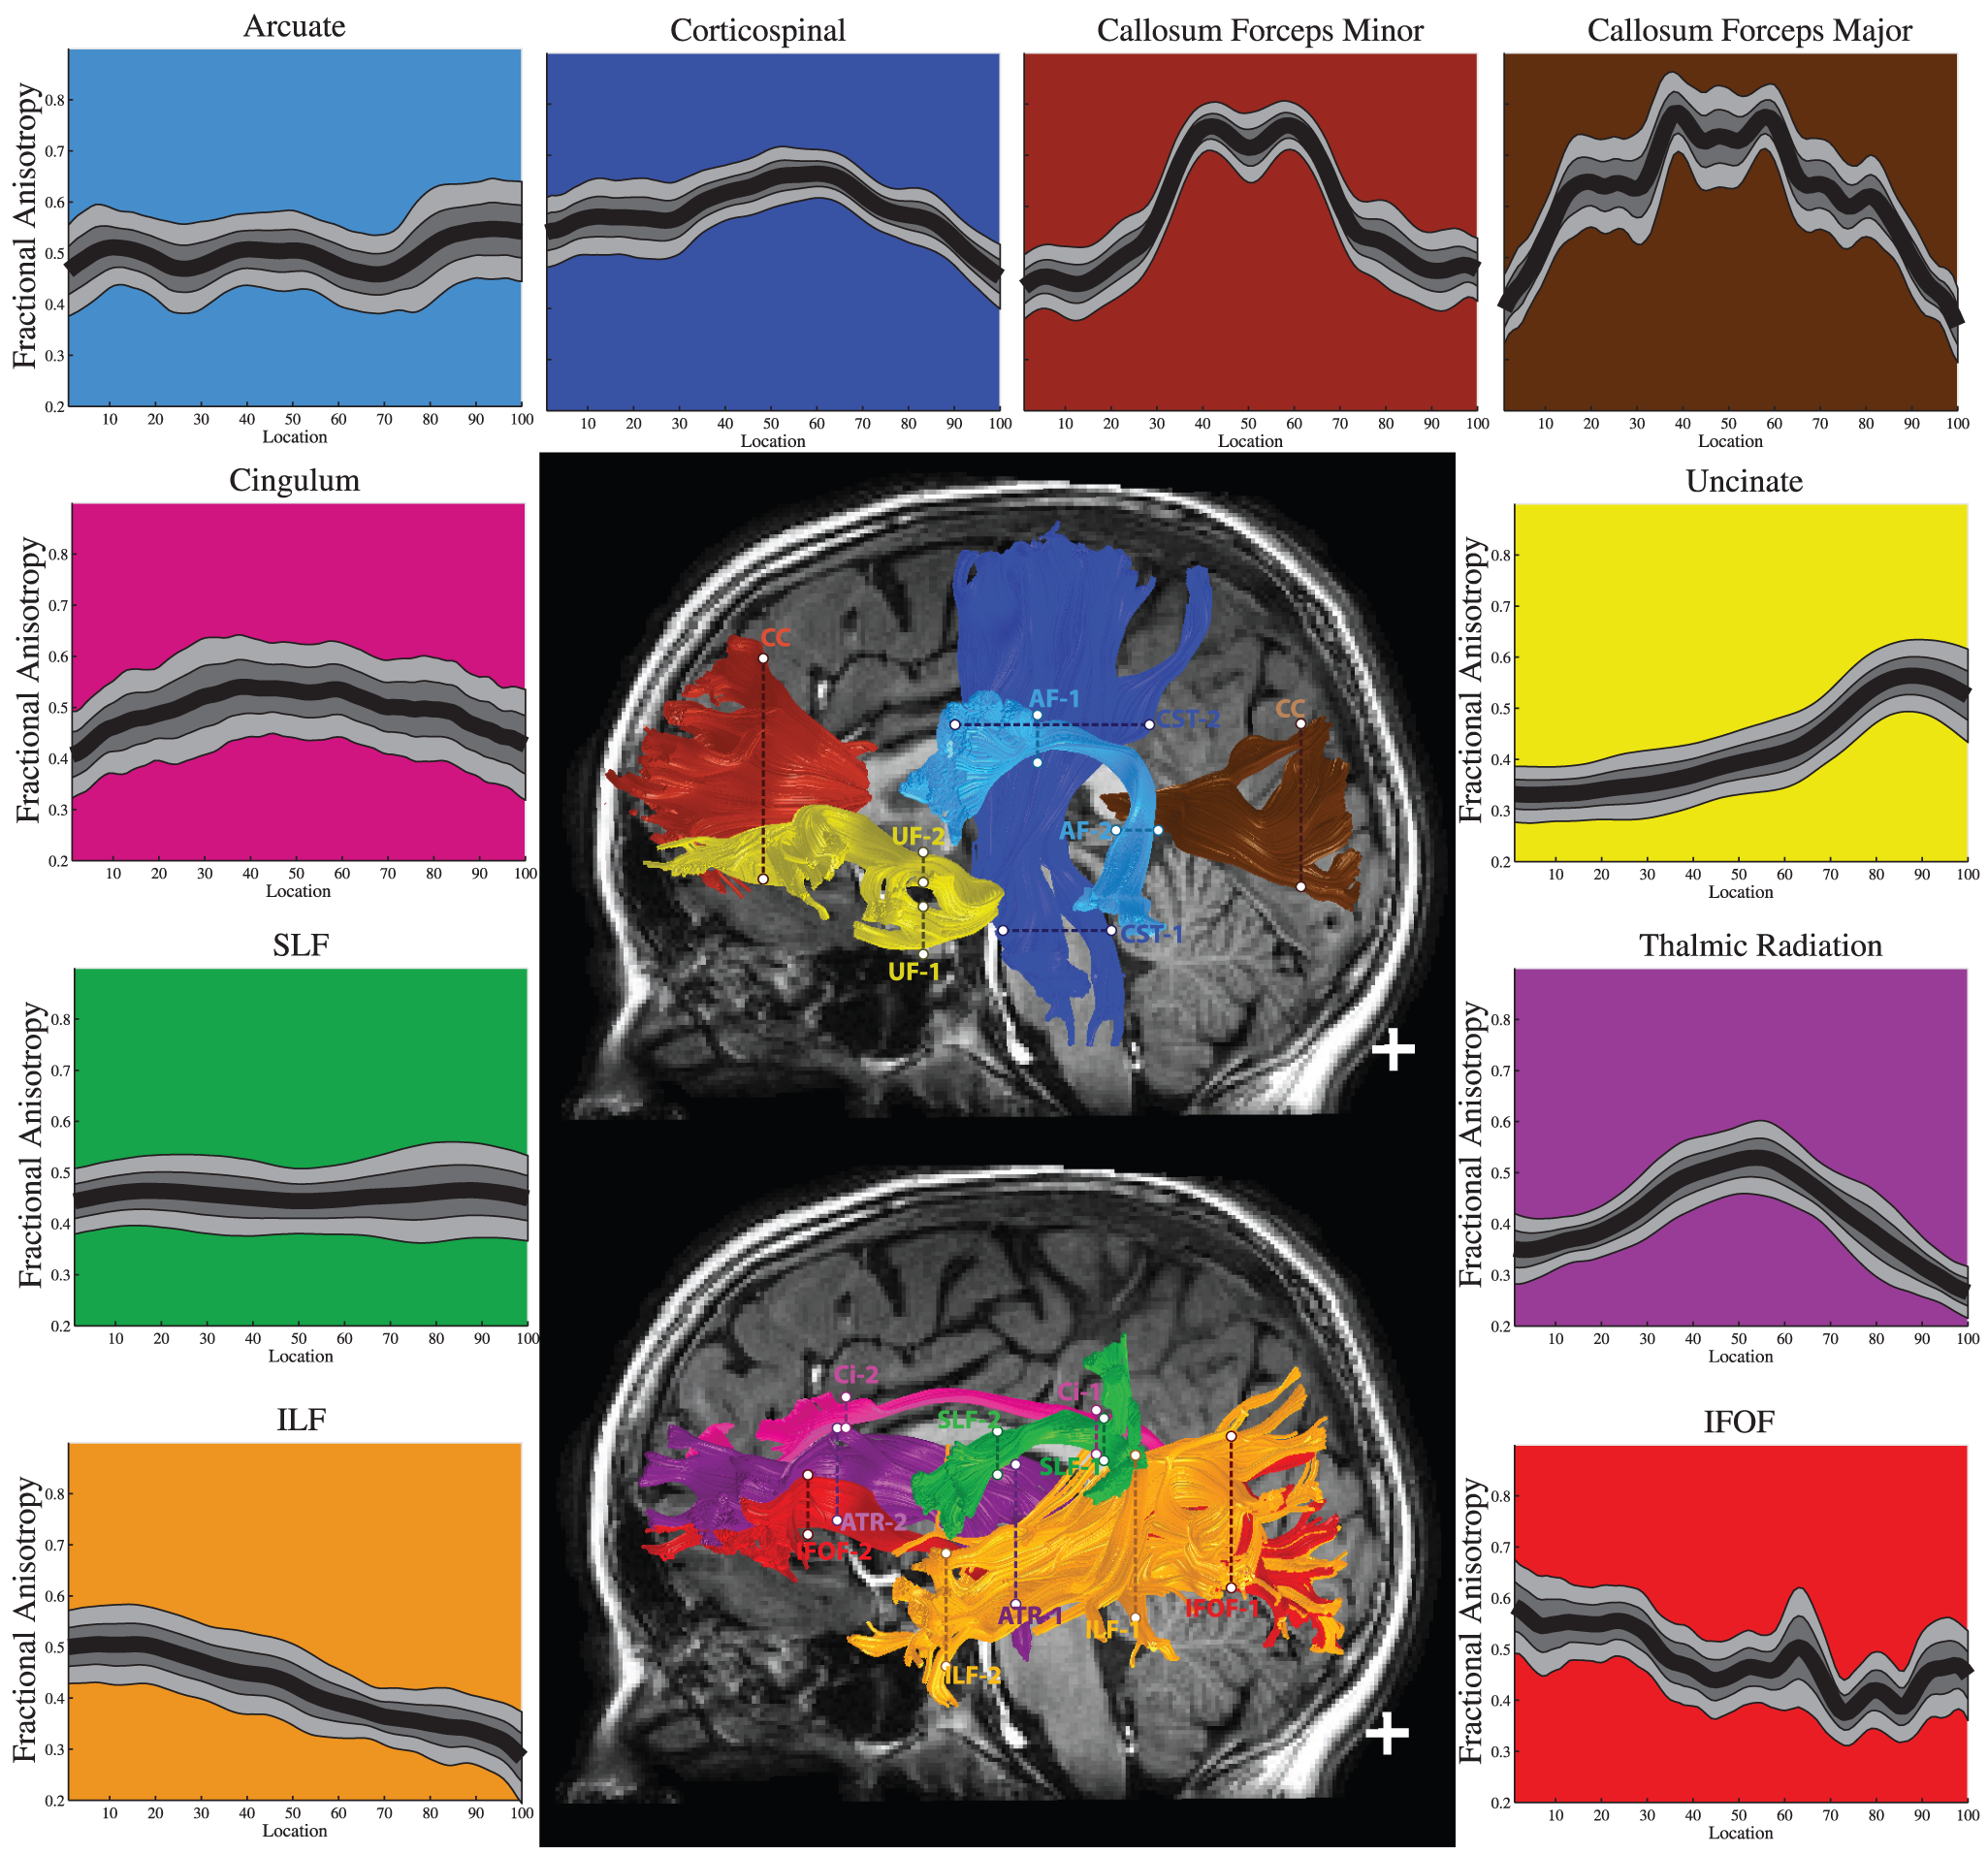 Arcuate
Corticospinal
Callosum Forceps Minor
Callosum Forceps Major
Fractional Anisotropy
0.8
0.7
0.6
0.5
0.4
0.3
0.2
10 20 30 40 50 60 70 80 90 100
Location
10 20 30 40 50 60 70 80 90 100
Location
10 20 30 40 50 60 70 80 90 100
Location
10 20 30 40 50 60 70 80 90 100
Location
Cingulum
Fractional Anisotropy
0.8
0.7
0.6
0.5
0.4
0.3
0.2
10 20 30 40 50 60 70 80 90 100
Location
CC
AF-1
CST-2
CC
UF-2
AF-2
CST-1
UF-1
Uncinate
Fractional Anisotropy
0.8
0.7
0.6
0.5
0.4
0.3
0.2
10 20 30 40 50 60 70 80 90 100
Location
SLF
Fractional Anisotropy
0.8
0.7
0.6
0.5
0.4
0.3
0.2
10 20 30 40 50 60 70 80 90 100
Location
Thalmic Radiation
Fractional Anisotropy
0.8
0.7
0.6
0.5
0.4
0.3
0.2
10 20 30 40 50 60 70 80 90 100
Location
Ci-2
Ci-1
SLF-2
SLF-1
ATR-2
IFOF-2
ATR-1
IFOF-1
ILF-1
ILF-2
ILF
Fractional Anisotropy
0.8
0.7
0.6
0.5
0.4
0.3
0.2
10 20 30 40 50 60 70 80 90 100
Location
IFOF
Fractional Anisotropy
0.8
0.7
0.6
0.5
0.4
0.3
0.2
10 20 30 40 50 60 70 80 90 100
Location